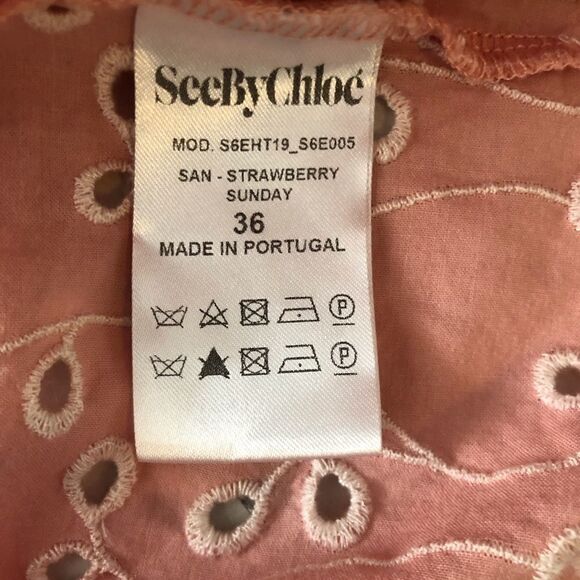 SeeByChloé
MOD. S6EHT19_S6E005
SAN - STRAWBERRY
SUNDAY
36
MADE IN PORTUGAL
P
P